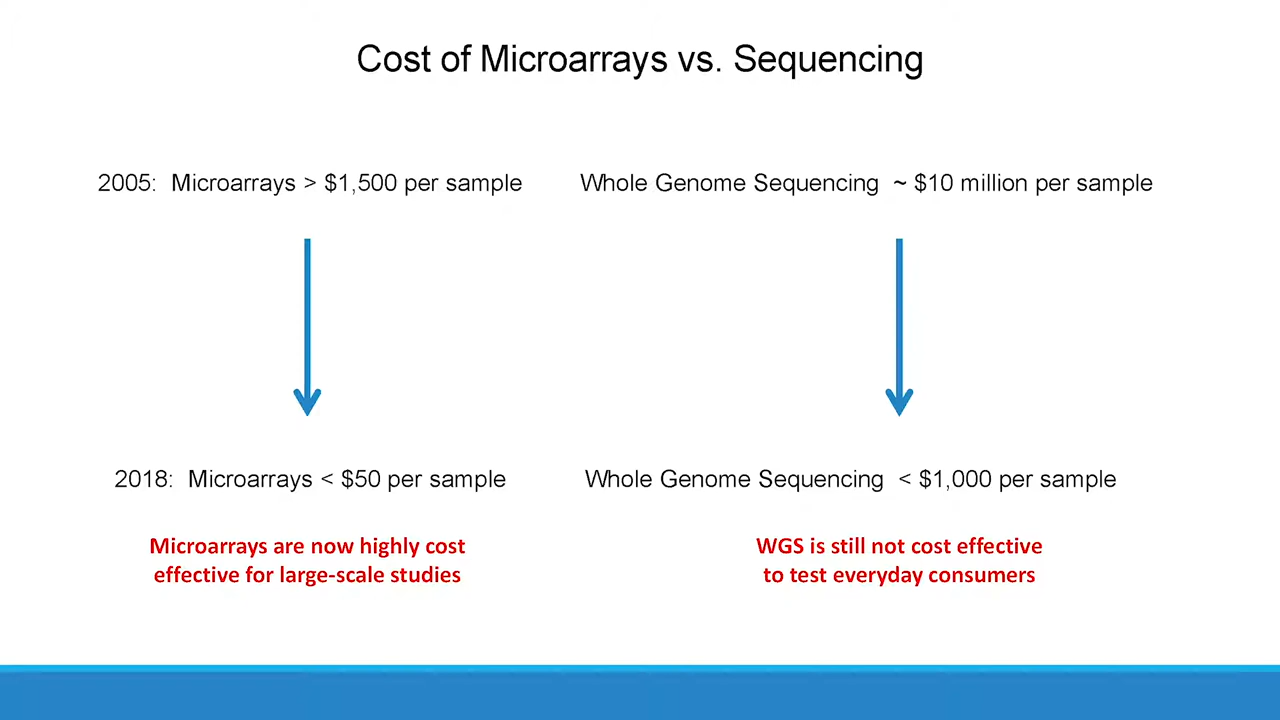 Cost of Microarrays vs. Sequencing
2005: Microarrays > $1,500 per sample
Whole Genome Sequencing ~ $10 million per sample
2018: Microarrays < $50 per sample
Whole Genome Sequencing < $1,000 per sample
Microarrays are now highly cost
effective for large-scale studies
WGS is still not cost effective
to test everyday consumers